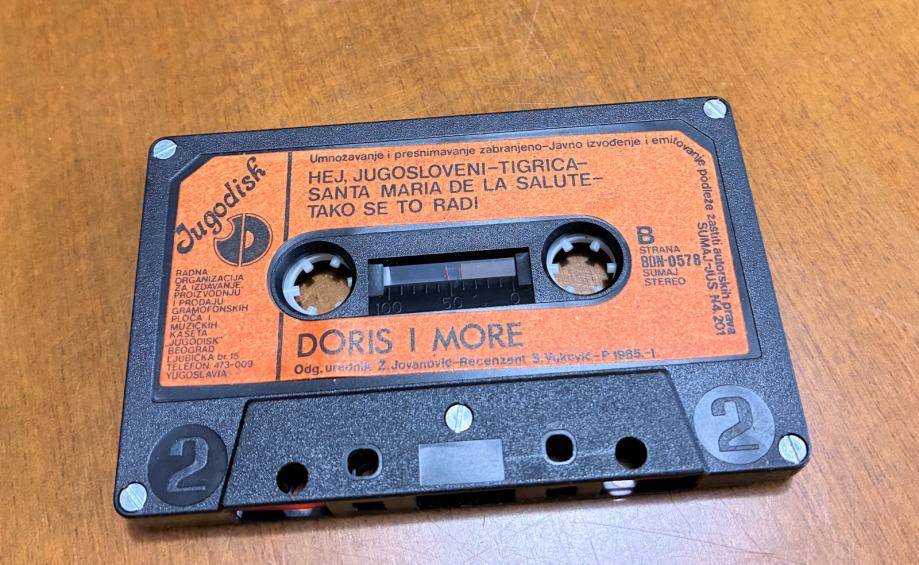 Umnožavanje i presnimavanje zabranjeno-Javno izvođenje i emitovanje podleže zaštiti autorskih prava
SUMAJ-JUS N4.201
HEJ, JUGOSLOVENI-TIGRICA-
SANTA MARIA DE LA SALUTE-
TAKO SE TO RADI
Jugodisk
RADNA
ORGANIZACIJA
ZA IZDAVANJE,
PROIZVODNJU
I PRODAJU
GRAMOFONSKIH
PLOČA I
MUZIČKIH
KASETA
"JUGODISK"
BEOGRAD
LJUBIČKA br. 15
TELEFON: 473-009
YUGOSLAVIA
B
STRANA
BDN-0578
SUMAJ
STEREO
100 50 0
DORIS I MORE
Odg. urednik Z.Jovanović-Recenzent S.Vuković-P 1985.-I
2
2